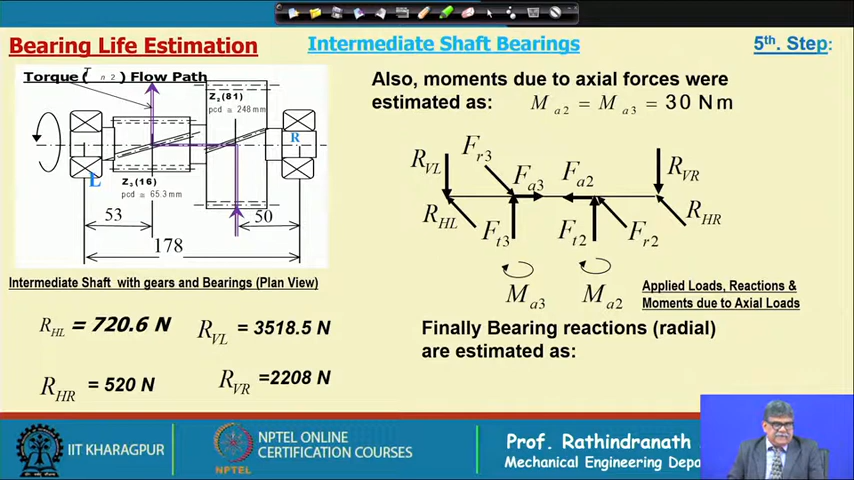 Bearing Life Estimation
Intermediate Shaft Bearings
5th. Step:
Torque (T n2) Flow Path
Z2(81)
pcd = 248 mm
R
L
Z3(16)
pcd = 65.3 mm
53
50
178
Intermediate Shaft with gears and Bearings (Plan View)
RHL = 720.6 N
RVL = 3518.5 N
RHR = 520 N
RVR =2208 N
Also, moments due to axial forces were
estimated as: Ma2 = Ma3 = 30 Nm
RVL
Fr3
Fa3
Fa2
RVR
RHL
Ft3
Ft2
Fr2
RHR
Ma3
Ma2
Applied Loads, Reactions &
Moments due to Axial Loads
Finally Bearing reactions (radial)
are estimated as:
IIT KHARAGPUR
NPTEL
NPTEL ONLINE
CERTIFICATION COURSES
Prof. Rathindranath
Mechanical Engineering Depa